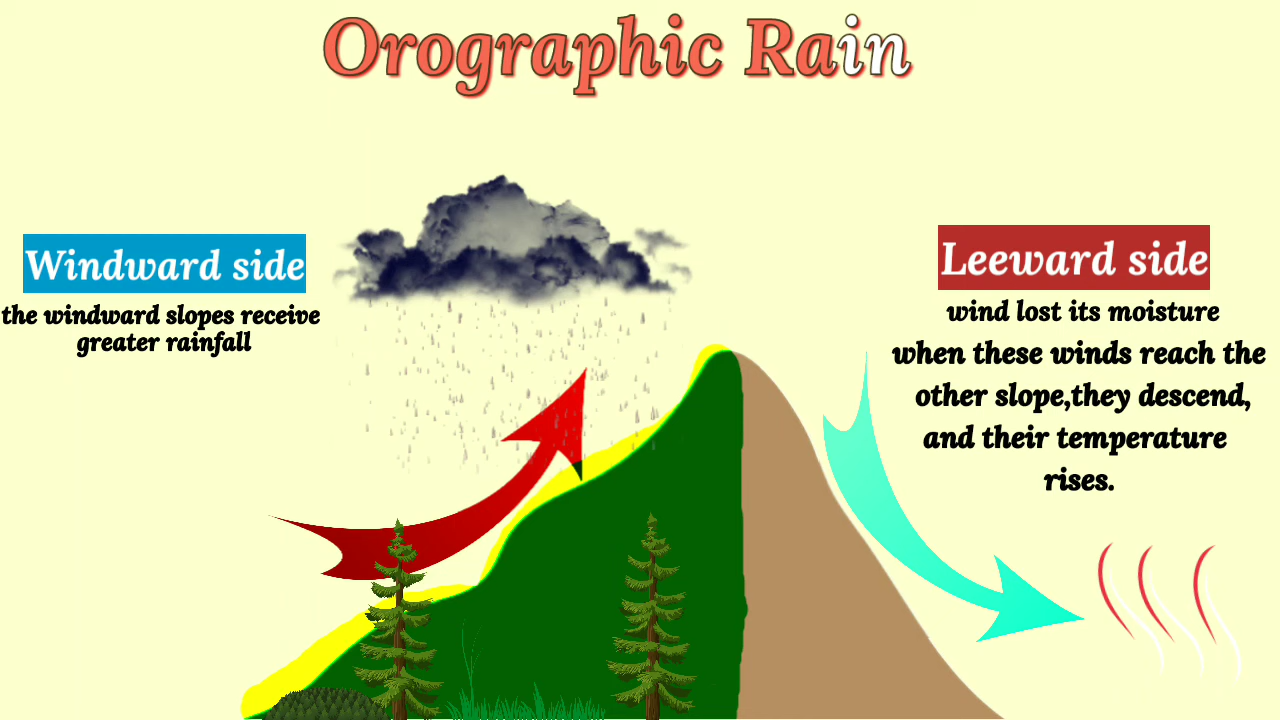 Orographic Rain
Windward side
the windward slopes receive
greater rainfall
Leeward side
wind lost its moisture
when these winds reach the
other slope,they descend,
and their temperature
rises.